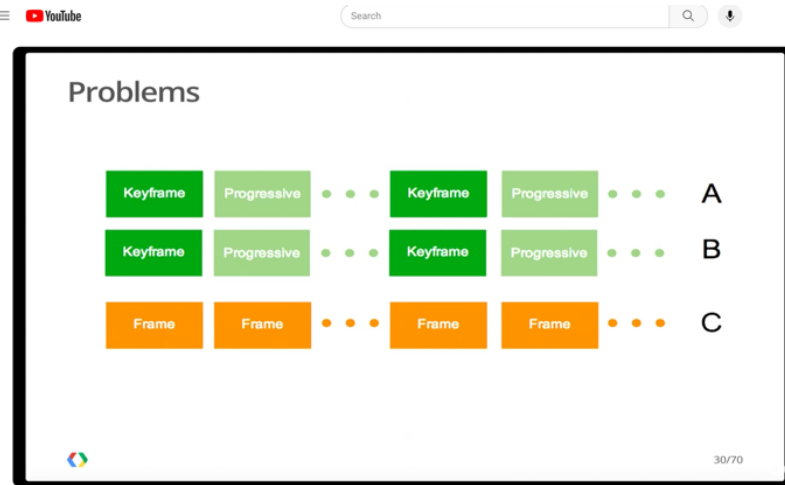 YouTube
Search
Problems
Keyframe Progressive Keyframe Progressive A
Keyframe Progressive Keyframe Progressive B
Frame Frame Frame Frame C
30/70